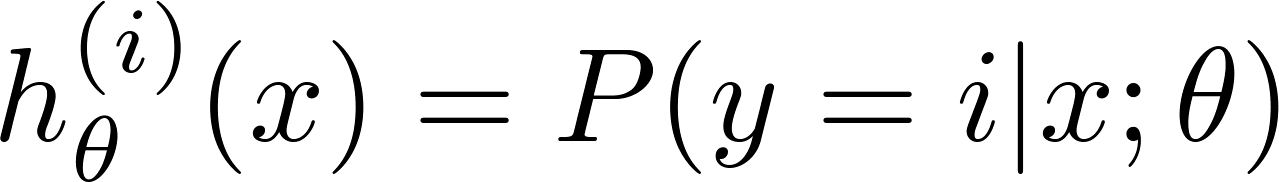 h_θ^{(i)}(x) = P(y = i|x; θ)